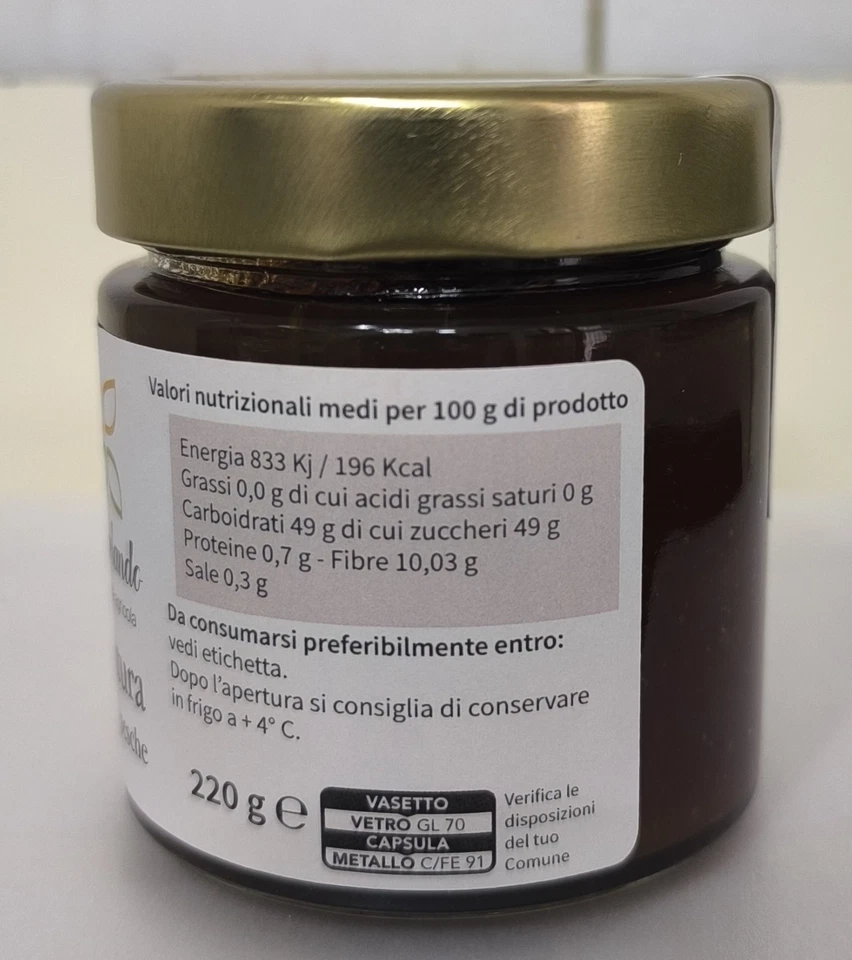 Valori nutrizionali medi per 100 g di prodotto
Energia 833 Kj / 196 Kcal
Grassi 0,0 g di cui acidi grassi saturi 0 g
Carboidrati 49 g di cui zuccheri 49 g
Proteine 0,7 g - Fibre 10,03 g
Sale 0,3 g
Da consumarsi preferibilmente entro:
vedi etichetta.
Dopo l'apertura si consiglia di conservare
in frigo a + 4° C.
220 g ℮
VASETTO
VETRO GL 70
CAPSULA
METALLO C/FE 91
Verifica le
disposizioni
del tuo
Comune